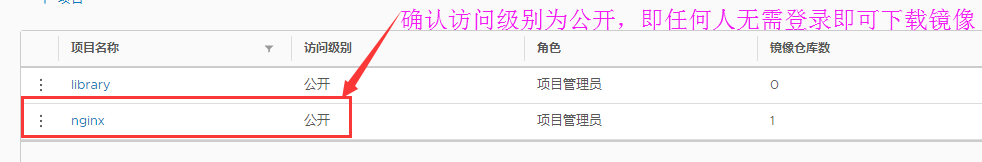 确认访问级别为公开，即任何人无需登录即可下载镜像
项目名称 访问级别 角色 镜像仓库数
library 公开 项目管理员 0
nginx 公开 项目管理员 1